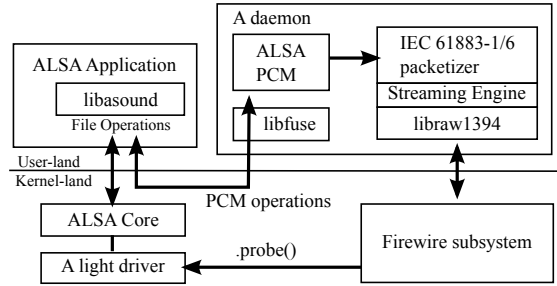 A daemon
ALSA Application
libasound
File Operations
ALSA
PCM
libfuse
IEC 61883-1/6
packetizer
Streaming Engine
libraw1394
User-land
Kernel-land
PCM operations
ALSA Core
A light driver
.probe()
Firewire subsystem